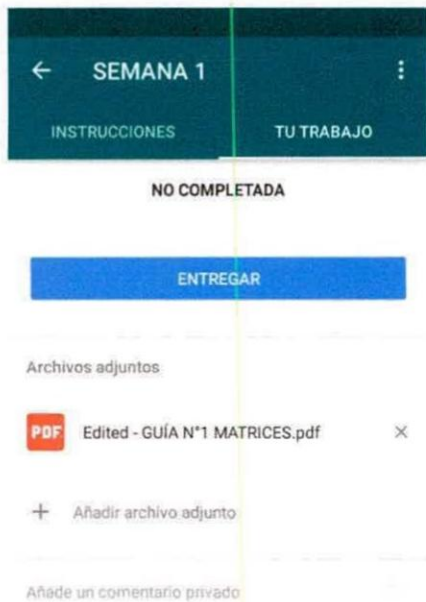 SEMANA 1
INSTRUCCIONES TU TRABAJO
NO COMPLETADA
ENTREGAR
Archivos adjuntos
PDF Edited - GUÍA N°1 MATRICES.pdf
Añadir archivo adjunto
Añade un comentario privado